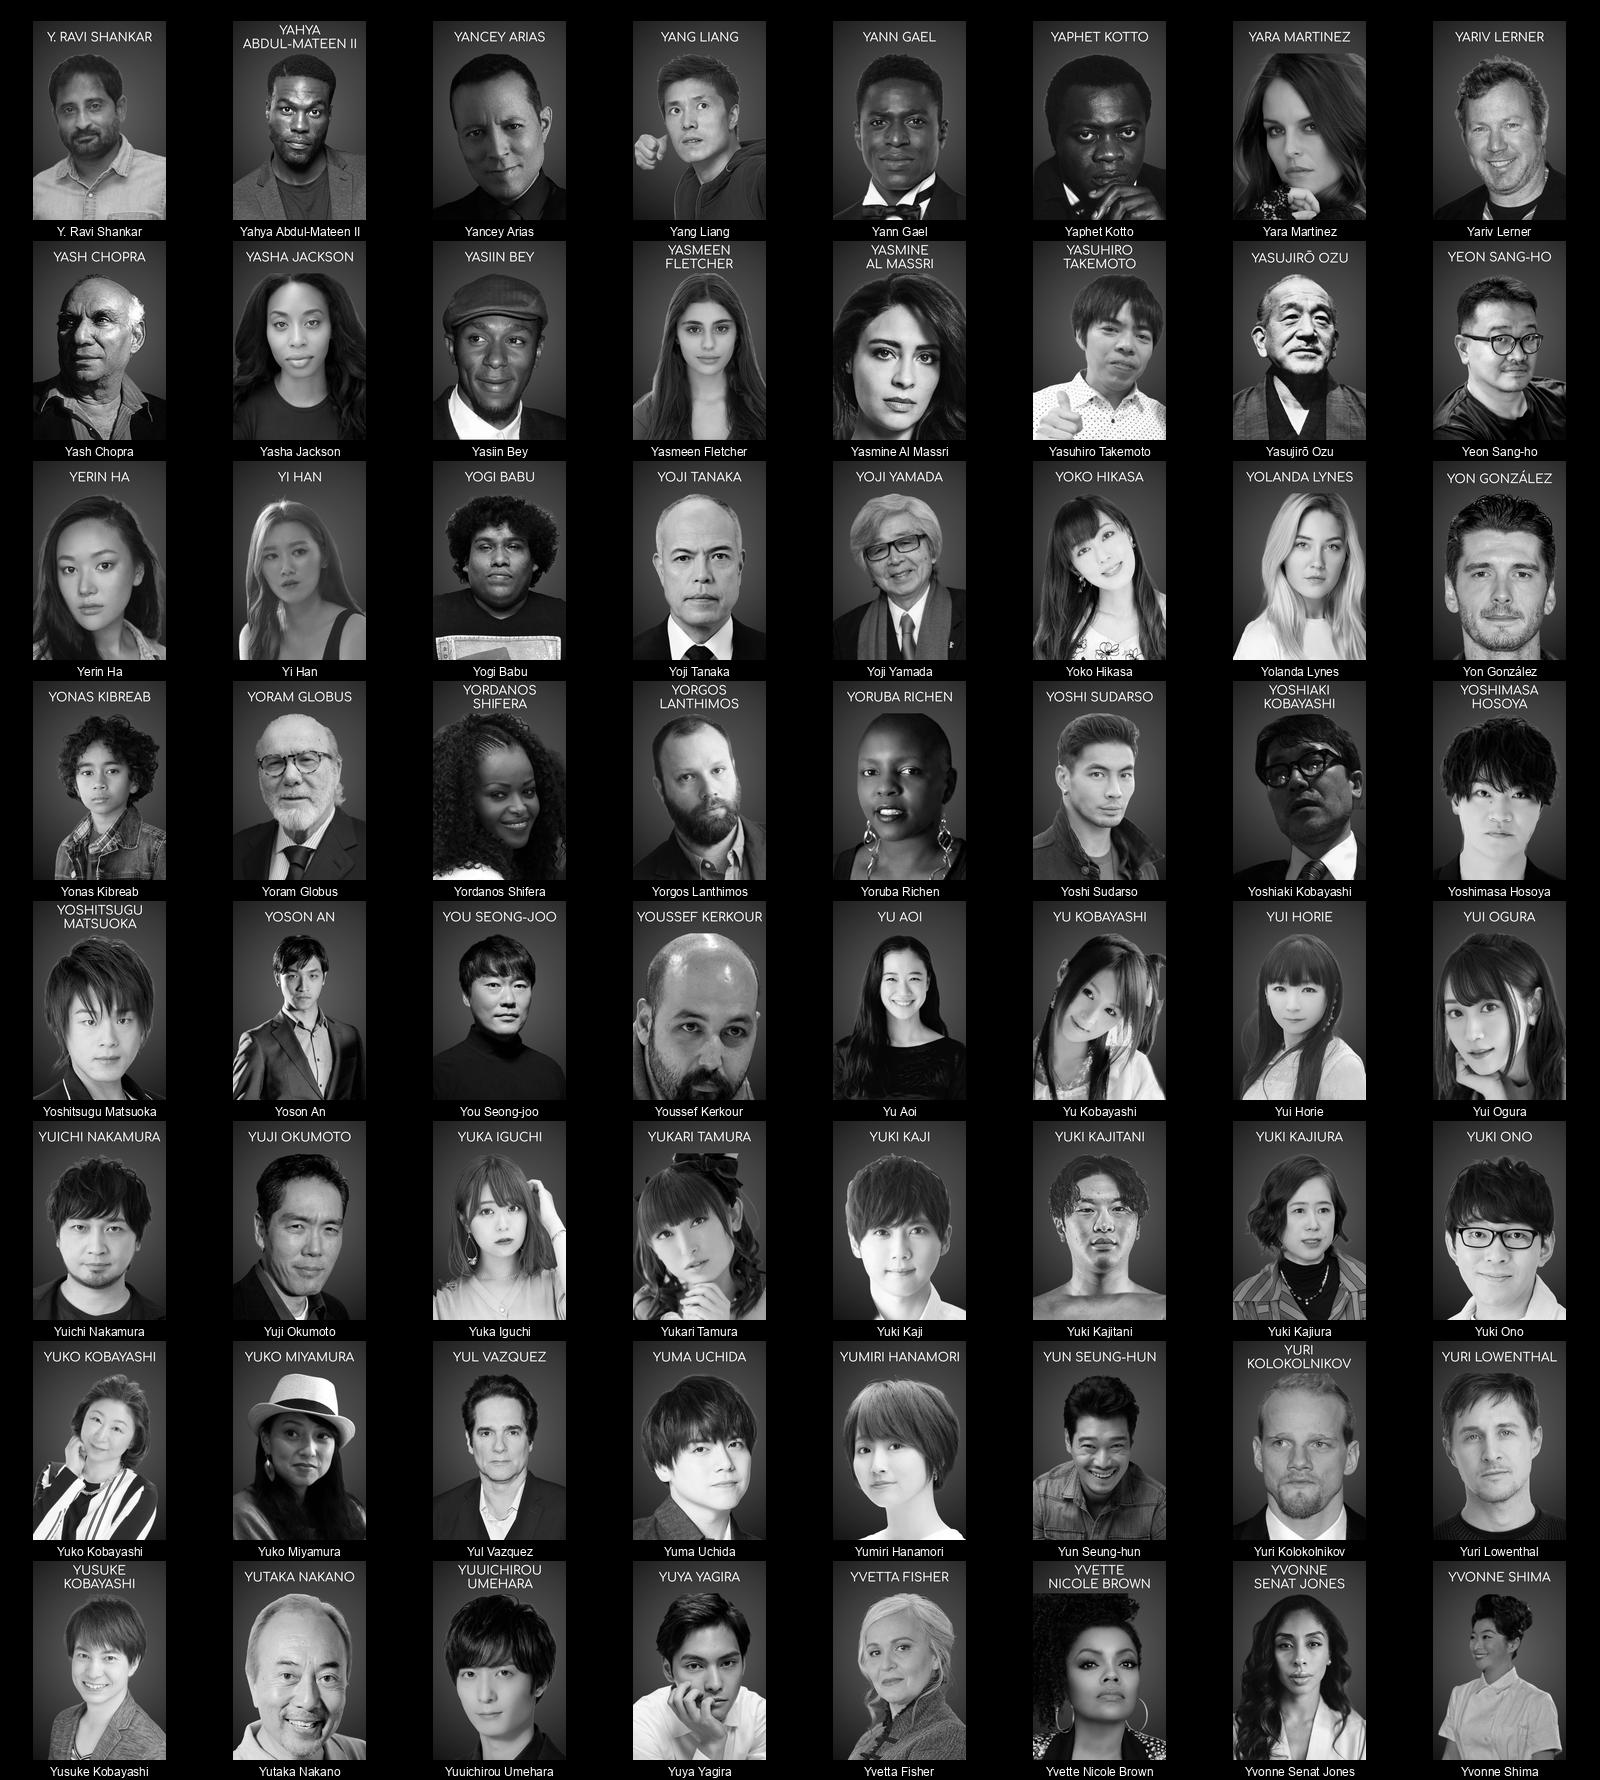 Y. RAVI SHANKAR
YAHYA
ABDUL-MATEEN II
YANCEY ARIAS
YANG LIANG
YANN GAEL
YAPHET KOTTO
YARA MARTINEZ
YARIV LERNER
Y. Ravi Shankar
Yahya Abdul-Mateen II
Yancey Arias
Yang Liang
Yann Gael
Yaphet Kotto
Yara Martinez
Yariv Lerner
YASH CHOPRA
YASHA JACKSON
YASIIN BEY
YASMEEN
FLETCHER
YASMINE
AL MASSRI
YASUHIRO
TAKEMOTO
YASUJIRŌ OZU
YEON SANG-HO
Yash Chopra
Yasha Jackson
Yasiin Bey
Yasmeen Fletcher
Yasmine Al Massri
Yasuhiro Takemoto
Yasujirō Ozu
Yeon Sang-ho
YERIN HA
YI HAN
YOGI BABU
YOJI TANAKA
YOJI YAMADA
YOKO HIKASA
YOLANDA LYNES
YON GONZÁLEZ
Yerin Ha
Yi Han
Yogi Babu
Yoji Tanaka
Yoji Yamada
Yoko Hikasa
Yolanda Lynes
Yon González
YONAS KIBREAB
YORAM GLOBUS
YORDANOS
SHIFERA
YORGOS
LANTHIMOS
YORUBA RICHEN
YOSHI SUDARSO
YOSHIAKI
KOBAYASHI
YOSHIMASA
HOSOYA
Yonas Kibreab
Yoram Globus
Yordanos Shifera
Yorgos Lanthimos
Yoruba Richen
Yoshi Sudarso
Yoshiaki Kobayashi
Yoshimasa Hosoya
YOSHITSUGU
MATSUOKA
YOSON AN
YOU SEONG-JOO
YOUSSEF KERKOUR
YU AOI
YU KOBAYASHI
YUI HORIE
YUI OGURA
Yoshitsugu Matsuoka
Yoson An
You Seong-joo
Youssef Kerkour
Yu Aoi
Yu Kobayashi
Yui Horie
Yui Ogura
YUICHI NAKAMURA
YUJI OKUMOTO
YUKA IGUCHI
YUKARI TAMURA
YUKI KAJI
YUKI KAJITANI
YUKI KAJIURA
YUKI ONO
Yuichi Nakamura
Yuji Okumoto
Yuka Iguchi
Yukari Tamura
Yuki Kaji
Yuki Kajitani
Yuki Kajiura
Yuki Ono
YUKO KOBAYASHI
YUKO MIYAMURA
YUL VAZQUEZ
YUMA UCHIDA
YUMIRI HANAMORI
YUN SEUNG-HUN
YURI
KOLOKOLNIKOV
YURI LOWENTHAL
Yuko Kobayashi
Yuko Miyamura
Yul Vazquez
Yuma Uchida
Yumiri Hanamori
Yun Seung-hun
Yuri Kolokolnikov
Yuri Lowenthal
YUSUKE
KOBAYASHI
YUTAKA NAKANO
YUUICHIROU
UMEHARA
YUYA YAGIRA
YVETTA FISHER
YVETTE
NICOLE BROWN
YVONNE
SENAT JONES
YVONNE SHIMA
Yusuke Kobayashi
Yutaka Nakano
Yuuichirou Umehara
Yuya Yagira
Yvetta Fisher
Yvette Nicole Brown
Yvonne Senat Jones
Yvonne Shima